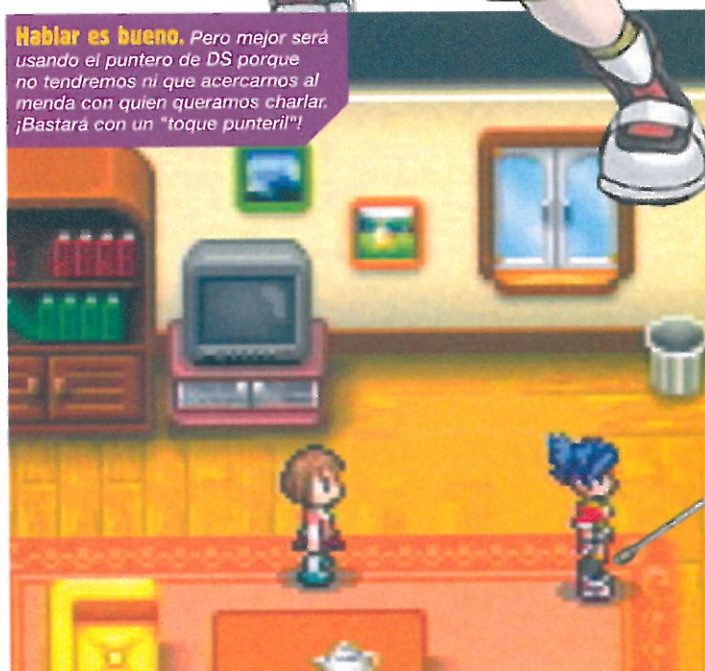 Hablar es bueno. Pero mejor será
usando el puntero de DS porque
no tendremos ni que acercarnos al
menda con quien queramos charlar.
¡Bastará con un "toque punteril"!